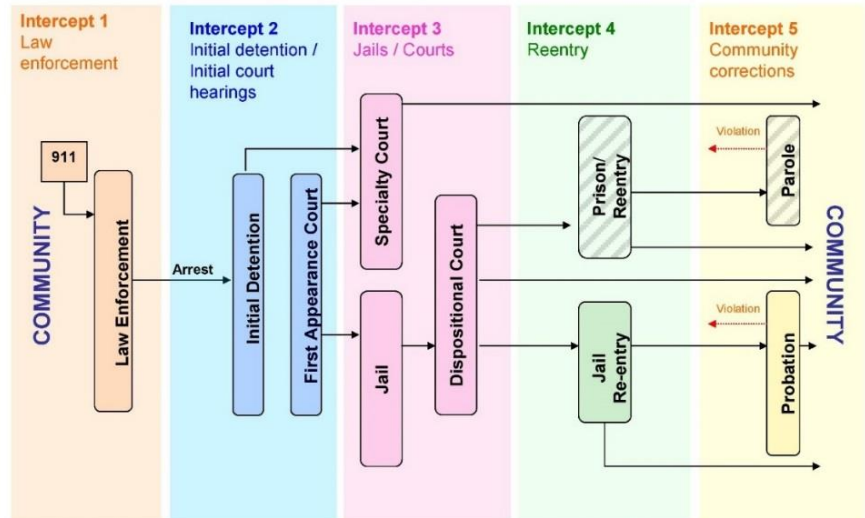 Intercept 1
Law
enforcement
Intercept 2
Initial detention /
Initial court
hearings
Intercept 3
Jails / Courts
Intercept 4
Reentry
Intercept 5
Community
corrections
COMMUNITY
911
Law Enforcement
Arrest
Initial Detention
First Appearance Court
Specialty Court
Jail
Dispositional Court
Prison/
Reentry
Jail
Re-entry
Violation
Parole
Violation
Probation
COMMUNITY